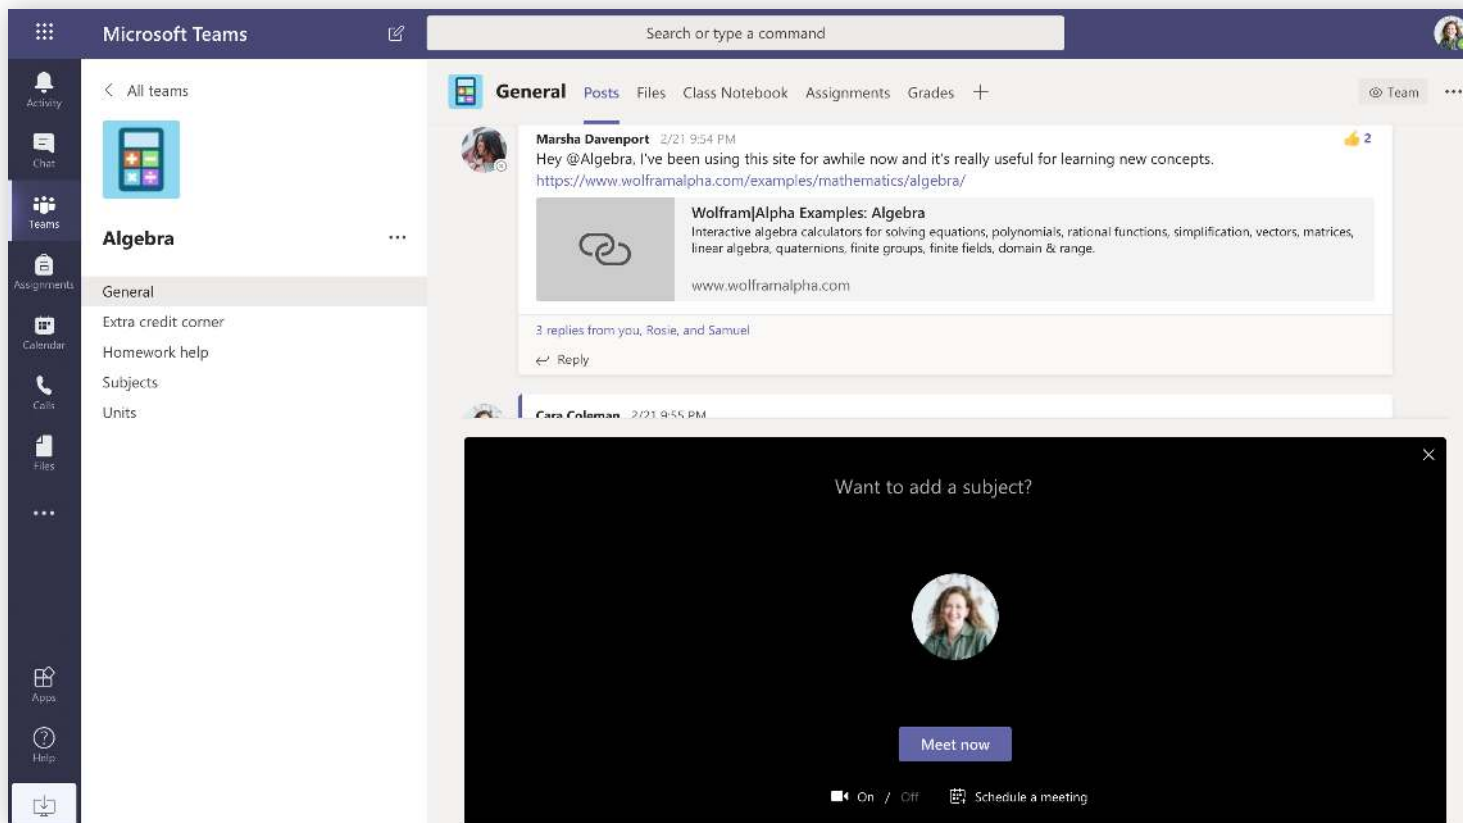 Microsoft Teams
Search or type a command
Activity
Chat
Teams
Assignments
Calendar
Calls
Files
Apps
Help
All teams
Algebra
General
Extra credit corner
Homework help
Subjects
Units
General Posts Files Class Notebook Assignments Grades
Team
Marsha Davenport 2/21 9:54 PM
2
Hey @Algebra, I've been using this site for awhile now and it's really useful for learning new concepts.
https://www.wolframalpha.com/examples/mathematics/algebra/
Wolfram|Alpha Examples: Algebra
Interactive algebra calculators for solving equations, polynomials, rational functions, simplification, vectors, matrices,
linear algebra, quaternions, finite groups, finite fields, domain & range.
www.wolframalpha.com
3 replies from you, Rosie, and Samuel
Reply
Cara Coleman 2/21 9:55 PM
Want to add a subject?
Meet now
On / Off Schedule a meeting